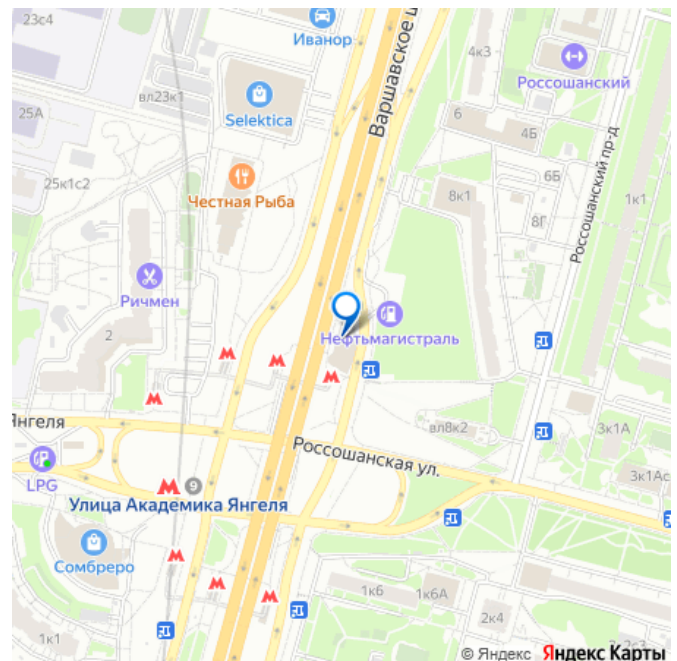 23с4
Иванор
Варшавское ш
4к3
Россошанский
вл23к1
Selektica
25А
6
4Б
Россошанский пр-д
25к1с2
Честная Рыба
6Б
8к1
1к1
8Г
Ричмен
2
Нефтьмагистраль
Янгеля
вл8к2
3к1А
Россошанская ул.
LPG
9
3к1Ас
Улица Академика Янгеля
Сомбреро
1к6
1к6А
2к4
1к1
© Яндекс Яндекс Карты